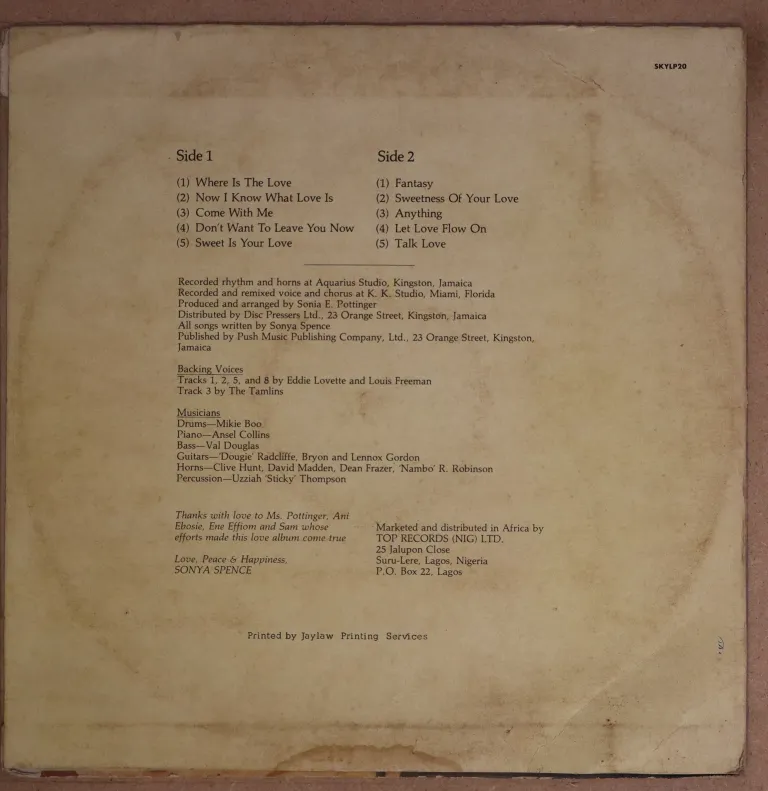 SKYLP20
Side 1
(1) Where Is The Love
(2) Now I Know What Love Is
(3) Come With Me
(4) Don't Want To Leave You Now
(5) Sweet Is Your Love
Side 2
(1) Fantasy
(2) Sweetness Of Your Love
(3) Anything
(4) Let Love Flow On
(5) Talk Love
Recorded rhythm and horns at Aquarius Studio, Kingston, Jamaica
Recorded and remixed voice and chorus at K. K. Studio, Miami, Florida
Produced and arranged by Sonia E. Pottinger
Distributed by Disc Pressers Ltd., 23 Orange Street, Kingston, Jamaica
All songs written by Sonya Spence
Published by Push Music Publishing Company, Ltd., 23 Orange Street, Kingston,
Jamaica
Backing Voices
Tracks 1, 2, 5, and 8 by Eddie Lovette and Louis Freeman
Track 3 by The Tamlins
Musicians
Drums—Mikie Boo
Piano—Ansel Collins
Bass—Val Douglas
Guitars—'Dougie' Radcliffe, Bryon and Lennox Gordon
Horns—Clive Hunt, David Madden, Dean Frazer, 'Nambo' R. Robinson
Percussion—Uzziah 'Sticky' Thompson
Thanks with love to Ms. Pottinger, Ani
Ebosie, Ene Effiom and Sam whose
efforts made this love album come true
Love, Peace & Happiness,
SONYA SPENCE
Marketed and distributed in Africa by
TOP RECORDS (NIG) LTD.
25 Jalupon Close
Suru-Lere, Lagos, Nigeria
P.O. Box 22, Lagos
Printed by Jaylaw Printing Services